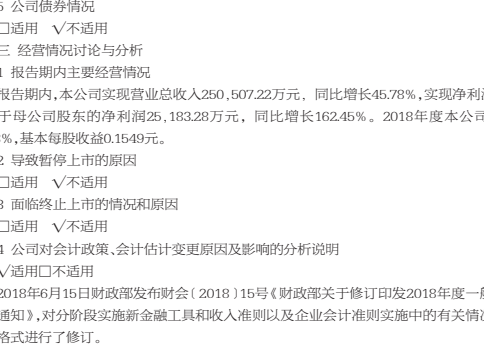 5 公司债券情况
□适用 √不适用
三 经营情况讨论与分析
1 报告期内主要经营情况
报告期内,本公司实现营业总收入250,507.22万元, 同比增长45.78%,实现净利
于母公司股东的净利润25,183.28万元, 同比增长162.45%。2018年度本公司
%,基本每股收益0.1549元。
2 导致暂停上市的原因
□适用 √不适用
3 面临终止上市的情况和原因
□适用 √不适用
4 公司对会计政策、会计估计变更原因及影响的分析说明
√适用□不适用
2018年6月15日财政部发布财会〔2018〕15号《财政部关于修订印发2018年度一般
通知》,对分阶段实施新金融工具和收入准则以及企业会计准则实施中的有关情况
格式进行了修订。